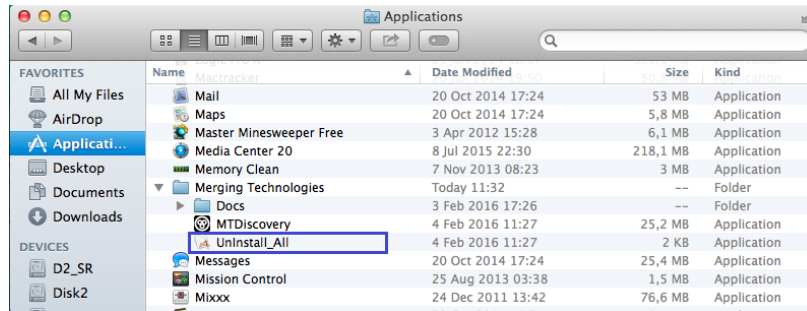 Applications
FAVORITES
All My Files
AirDrop
Applicati...
Desktop
Documents
Downloads
DEVICES
D2_SR
Disk2
Name Date Modified Size Kind
Mactracker
Mail 20 Oct 2014 17:24 53 MB Application
Maps 20 Oct 2014 17:24 5,8 MB Application
Master Minesweeper Free 3 Apr 2012 15:28 6,1 MB Application
Media Center 20 8 Jul 2015 22:30 218,1 MB Application
Memory Clean 7 Nov 2013 08:23 3 MB Application
Merging Technologies Today 11:32 -- Folder
Docs 3 Feb 2016 17:26 -- Folder
MTDiscovery 4 Feb 2016 11:27 25,2 MB Application
UnInstall_All 4 Feb 2016 11:27 2 KB Application
Messages 20 Oct 2014 17:24 25,4 MB Application
Mission Control 25 Aug 2013 03:38 1,5 MB Application
Mixxx 24 Dec 2011 13:42 76,6 MB Application